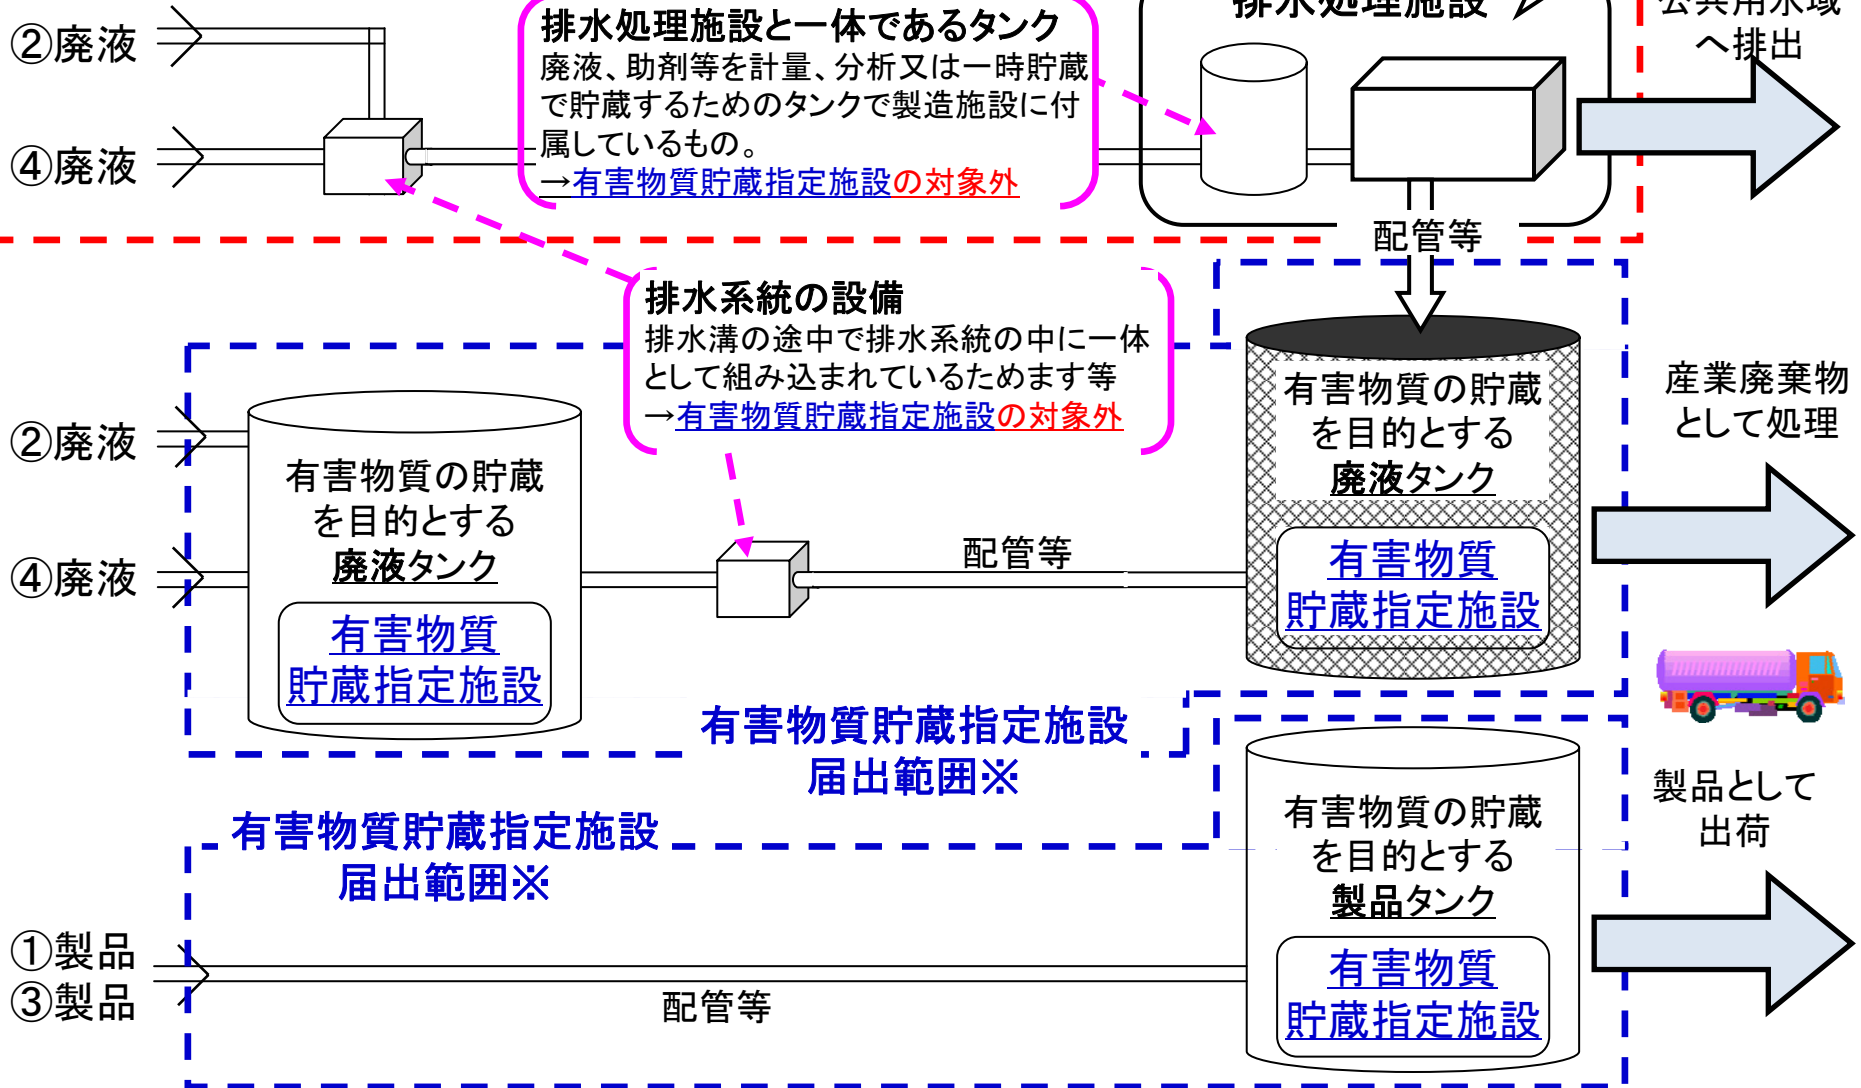 排水処理施設
公共用水域
へ排出
②廃液
④廃液
排水処理施設と一体であるタンク
廃液、助剤等を計量、分析又は一時貯蔵
で貯蔵するためのタンクで製造施設に付
属しているもの。
→有害物質貯蔵指定施設の対象外
配管等
排水系統の設備
排水溝の途中で排水系統の中に一体
として組み込まれているためます等
→有害物質貯蔵指定施設の対象外
②廃液
④廃液
有害物質の貯蔵
を目的とする
廃液タンク
有害物質
貯蔵指定施設
配管等
有害物質の貯蔵
を目的とする
廃液タンク
有害物質
貯蔵指定施設
産業廃棄物
として処理
有害物質貯蔵指定施設
届出範囲※
有害物質貯蔵指定施設
届出範囲※
①製品
③製品
配管等
有害物質の貯蔵
を目的とする
製品タンク
有害物質
貯蔵指定施設
製品として
出荷